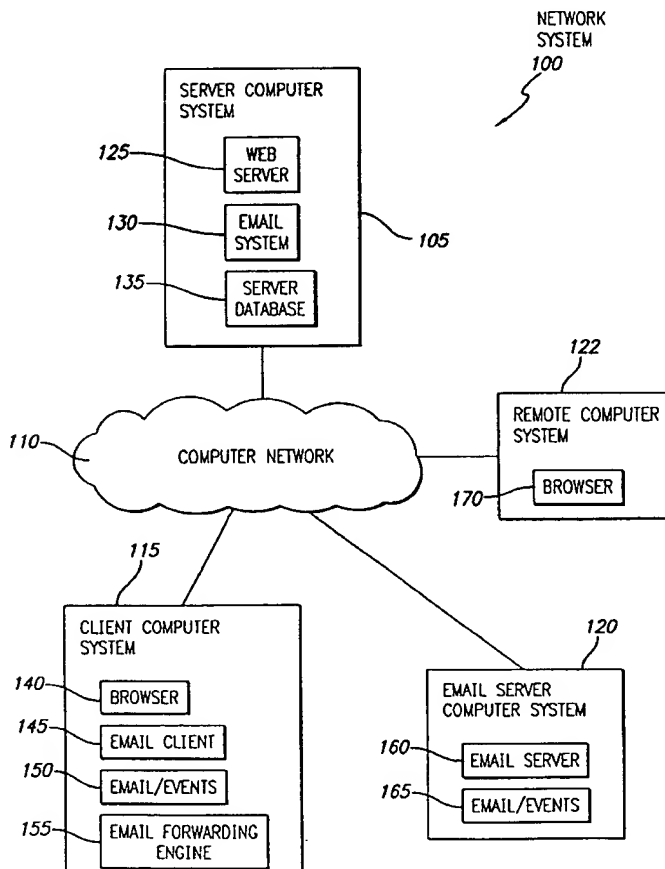 NETWORK
SYSTEM
100
SERVER COMPUTER
SYSTEM
125
WEB
SERVER
130
EMAIL
SYSTEM
105
135
SERVER
DATABASE
122
REMOTE COMPUTER
SYSTEM
110
COMPUTER NETWORK
170
BROWSER
115
CLIENT COMPUTER
SYSTEM
120
140
BROWSER
EMAIL SERVER
COMPUTER SYSTEM
145
EMAIL CLIENT
160
EMAIL SERVER
150
EMAIL/EVENTS
165
EMAIL/EVENTS
155
EMAIL FORWARDING
ENGINE